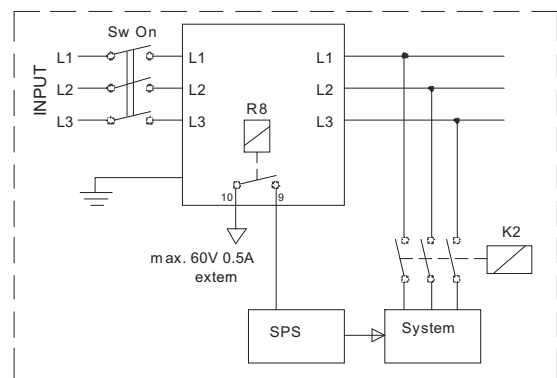 Sw On
INPUT
L1 L1 L1
L2 L2 L2
L3 L3 L3
R8
10 9
max. 60V 0.5A
extern
K2
SPS
System